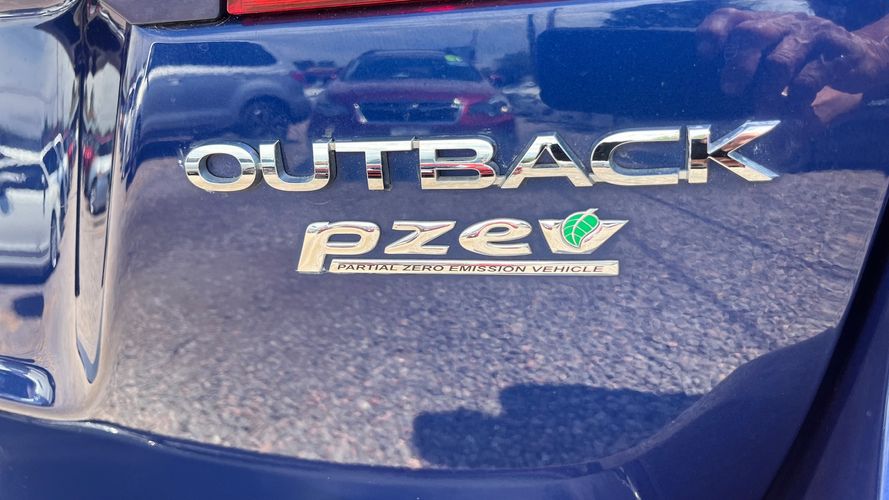 OUTBACK
pzev
PARTIAL ZERO EMISSION VEHICLE